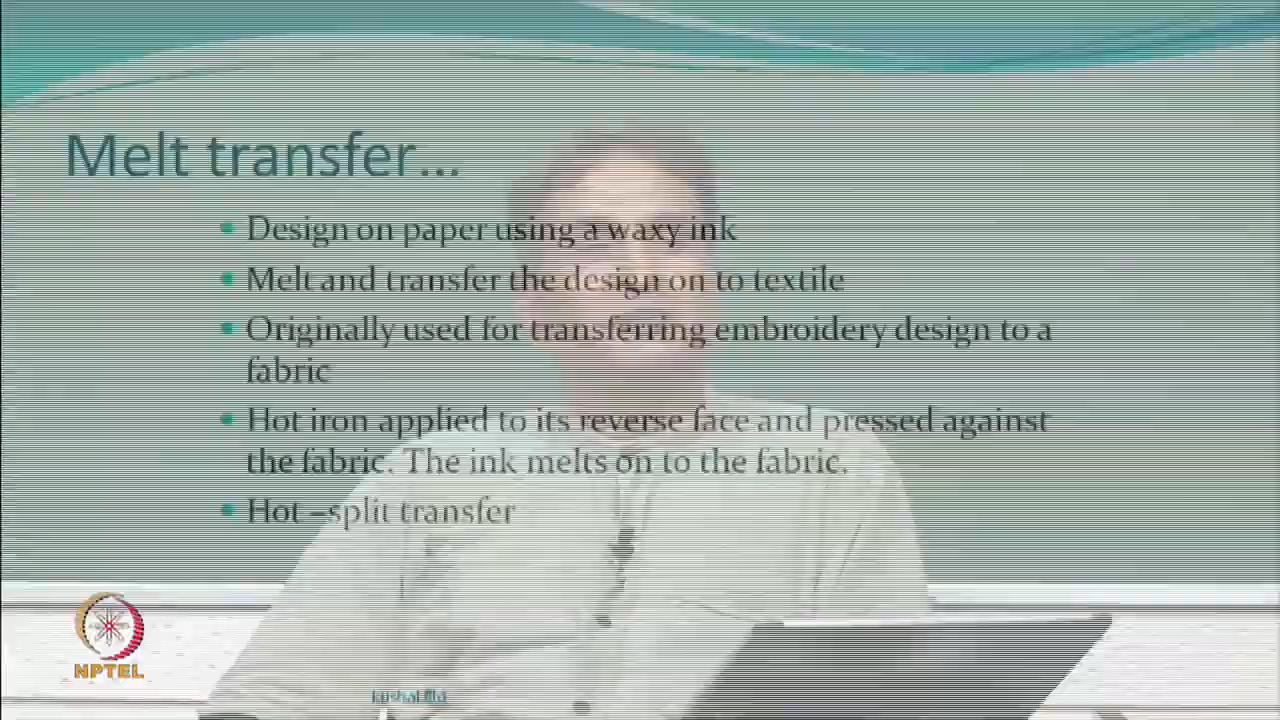 Melt transfer...
• Design on paper using a waxy ink
• Melt and transfer the design on to textile
• Originally used for transferring embroidery design to a
fabric
• Hot iron applied to its reverse face and pressed against
the fabric. The ink melts on to the fabric.
• Hot –split transfer
NPTEL